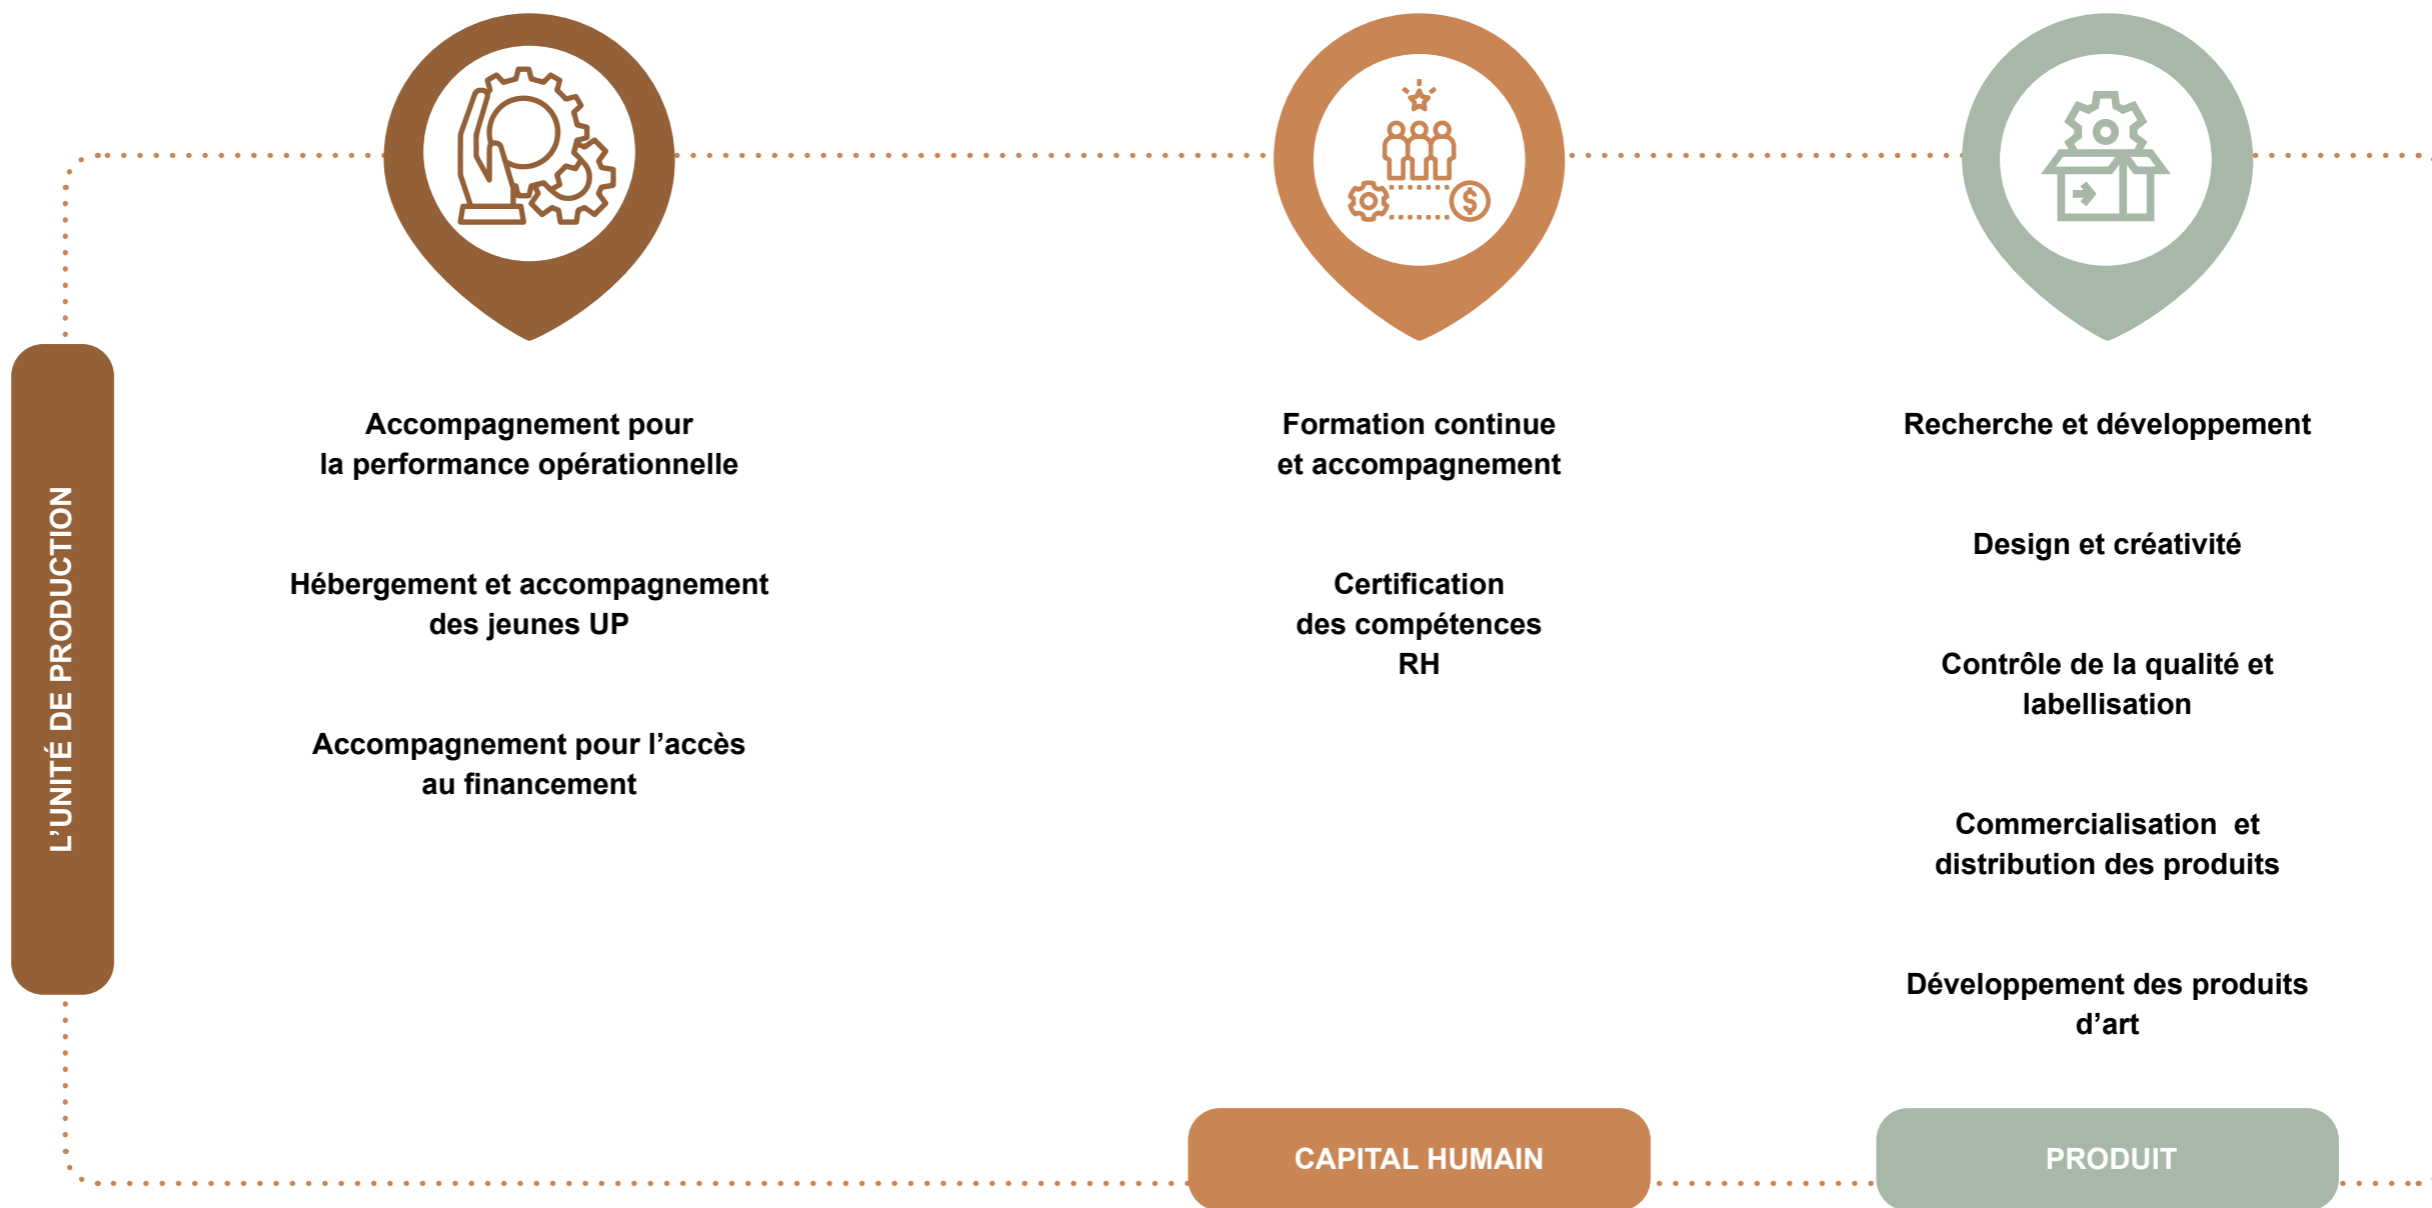 L’UNITÉ DE PRODUCTION
Accompagnement pour
la performance opérationnelle
Hébergement et accompagnement
des jeunes UP
Accompagnement pour l’accès
au financement
Formation continue
et accompagnement
Certification
des compétences
RH
CAPITAL HUMAIN
Recherche et développement
Design et créativité
Contrôle de la qualité et
labellisation
Commercialisation  et
distribution des produits
Développement des produits
d’art
PRODUIT